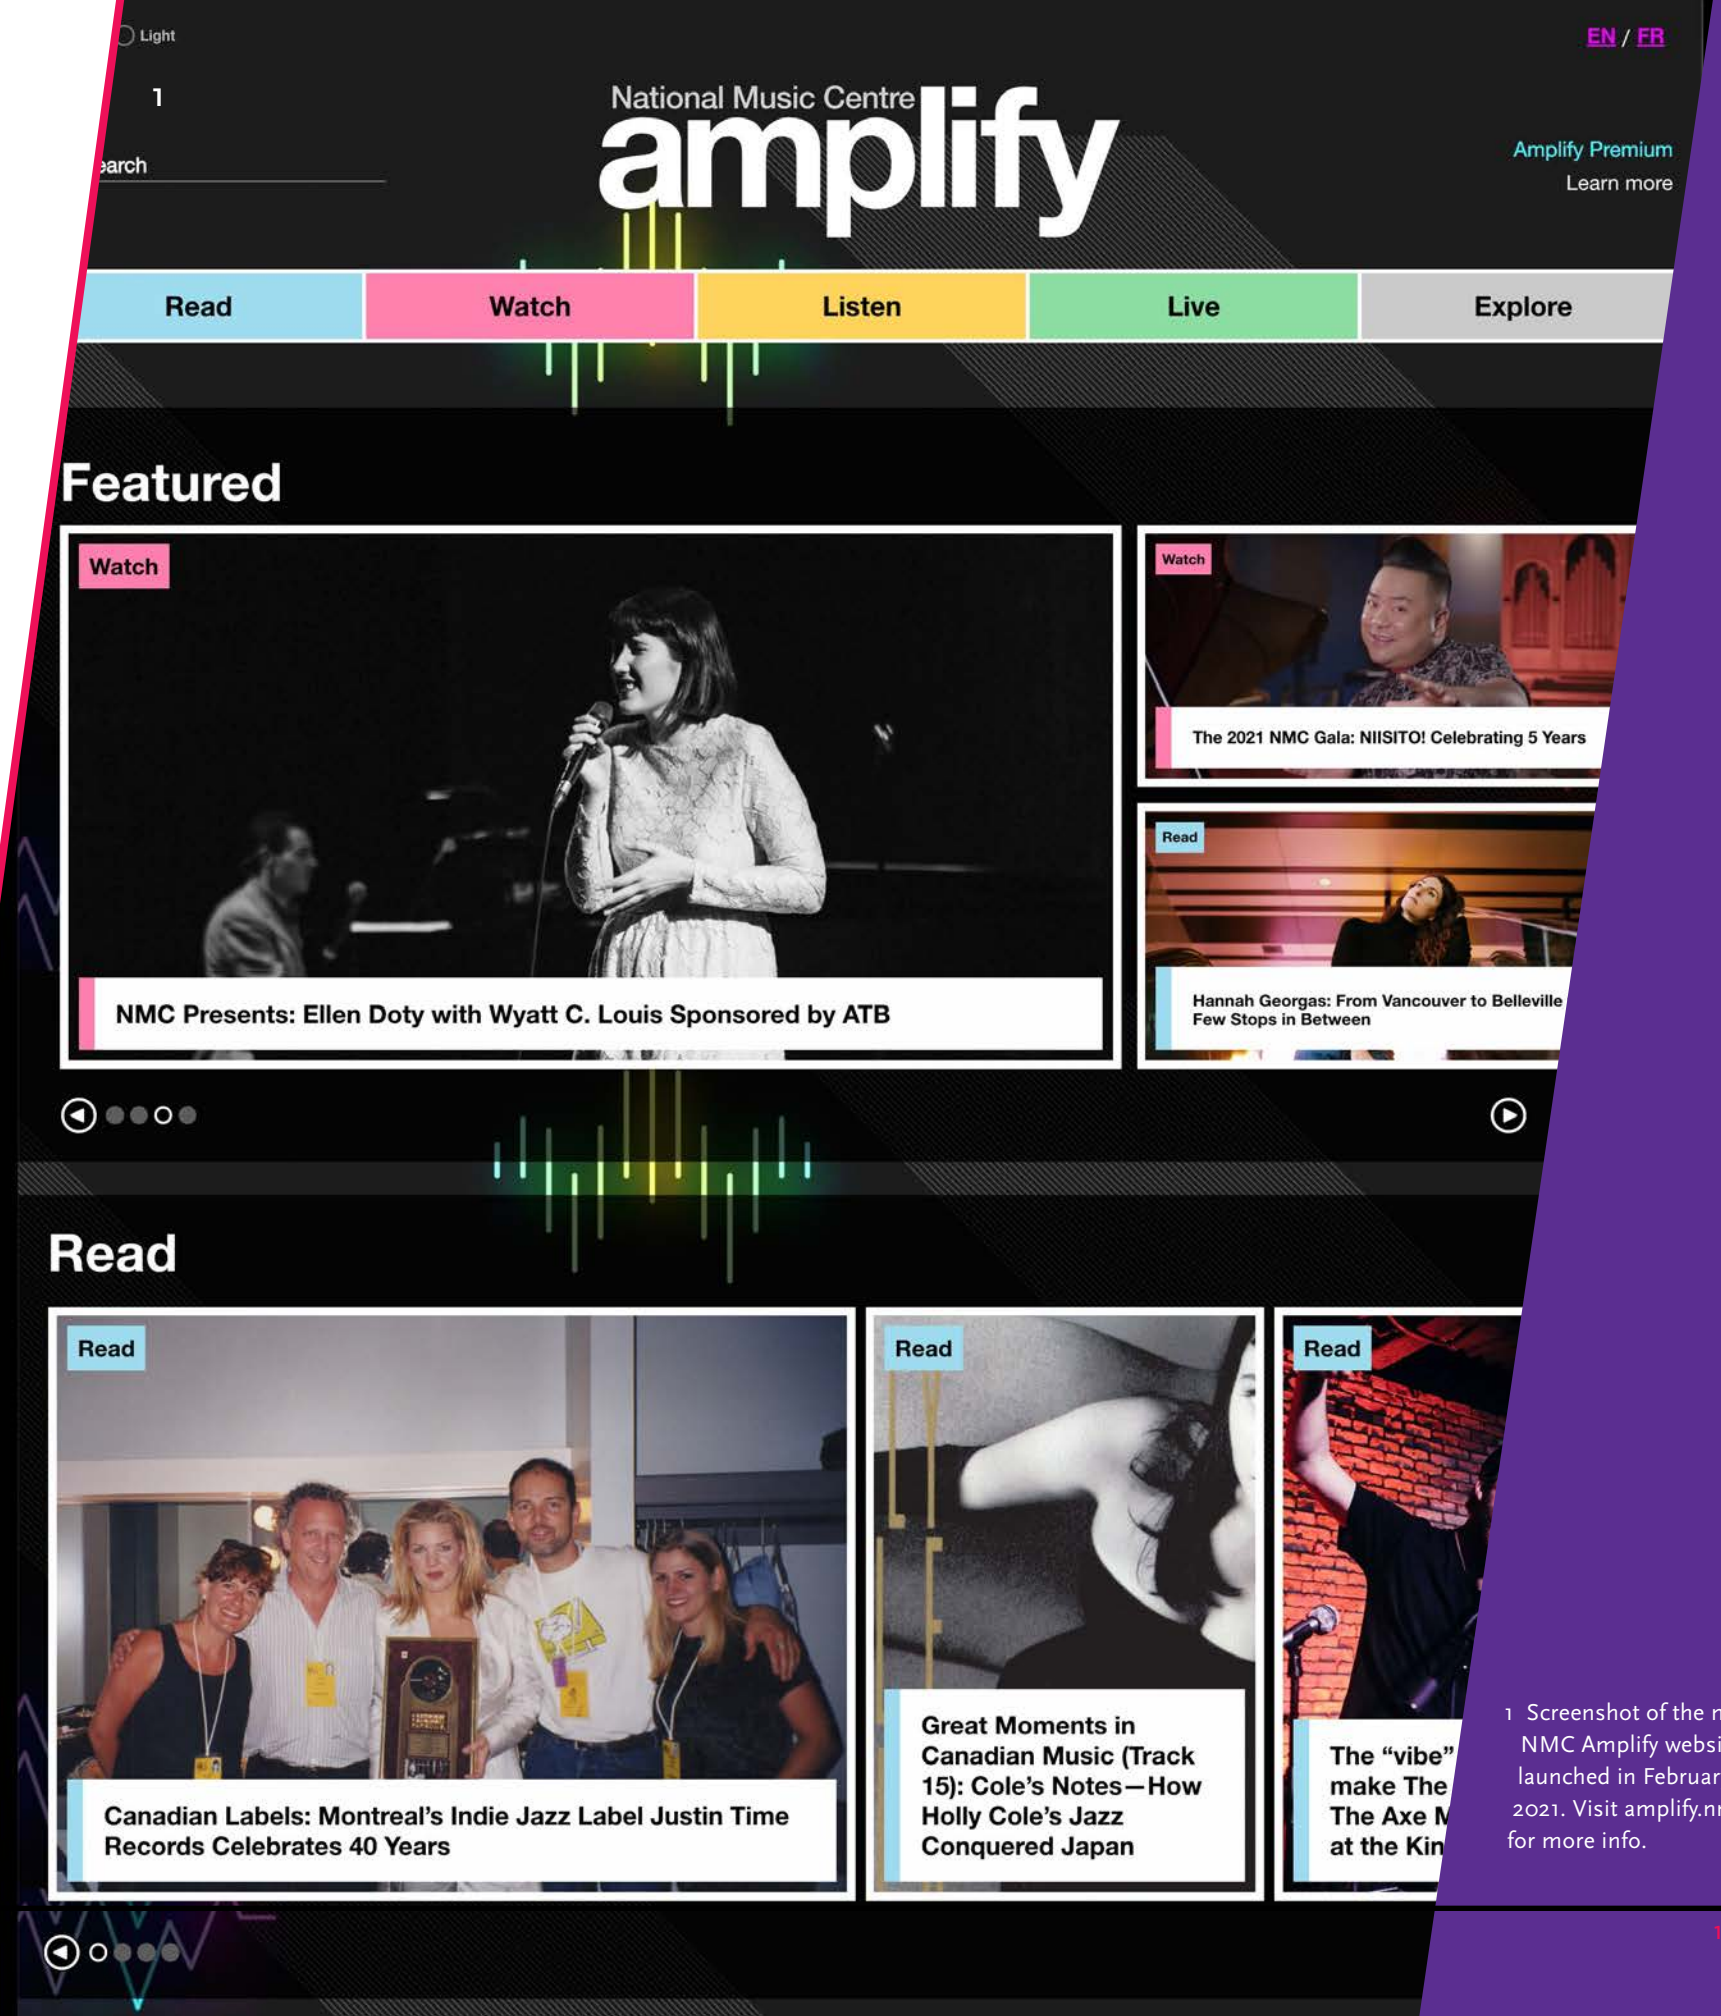 Light
EN / FR
1
National Music Centre
amplify
Amplify Premium
Learn more
Read
Watch
Listen
Live
Explore
Featured
Watch
NMC Presents: Ellen Doty with Wyatt C. Louis Sponsored by ATB
Watch
The 2021 NMC Gala: NIISITO! Celebrating 5 Years
Read
Hannah Georgas: From Vancouver to Belleville
Few Stops in Between
Read
Read
Canadian Labels: Montreal's Indie Jazz Label Justin Time
Records Celebrates 40 Years
Read
Great Moments in
Canadian Music (Track
15): Cole's Notes—How
Holly Cole's Jazz
Conquered Japan
Read
The “vibe”
make The
The Axe
at the
1 Screenshot of the
NMC Amplify
launched in
2021. Visit
for more info.